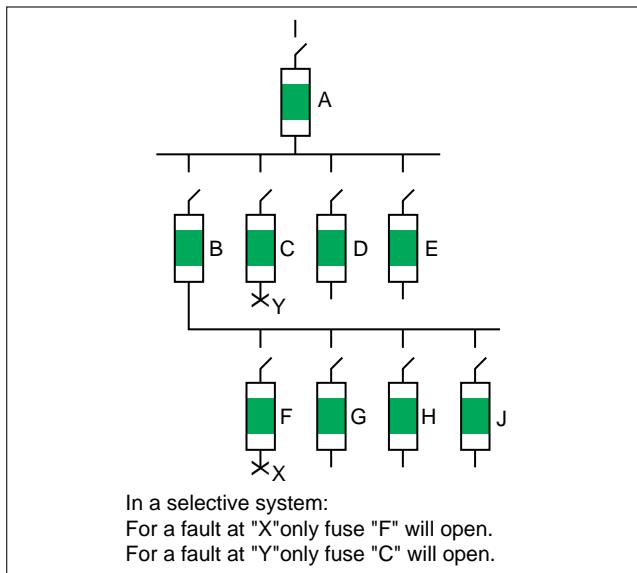 A
B C D E
Y
F G H J
X
In a selective system:
For a fault at "X"only fuse "F" will open.
For a fault at "Y"only fuse "C" will open.